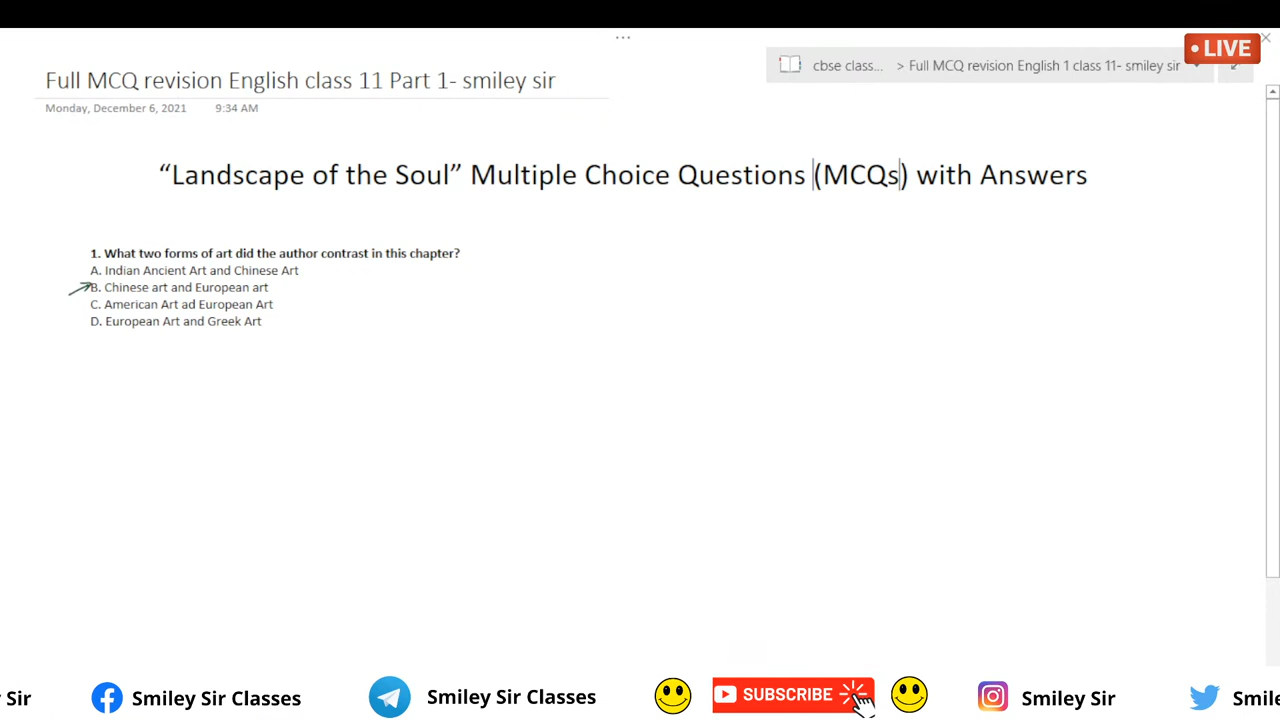 LIVE
cbse class... > Full MCQ revision English 1 class 11- smiley sir
Full MCQ revision English class 11 Part 1- smiley sir
Monday, December 6, 2021 9:34 AM
“Landscape of the Soul” Multiple Choice Questions (MCQs) with Answers
1. What two forms of art did the author contrast in this chapter?
A. Indian Ancient Art and Chinese Art
B. Chinese art and European art
C. American Art ad European Art
D. European Art and Greek Art
r Sir Smiley Sir Classes Smiley Sir Classes SUBSCRIBE Smiley Sir Smile